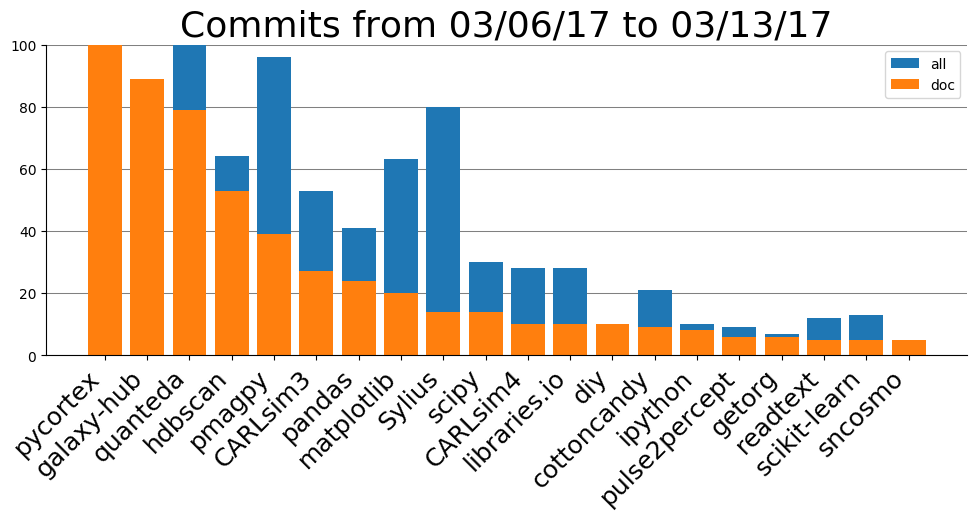 Commits from 03/06/17 to 03/13/17
100
80
60
40
20
0
all
doc
pycortex
galaxy-hub
quanteda
hdbscan
pmagpy
CARLsim3
pandas
matplotlib
Sylius
scipy
CARLsim4
libraries.io
diy
cottoncandy
ipython
pulse2percept
getorg
readtext
scikit-learn
sncosmo